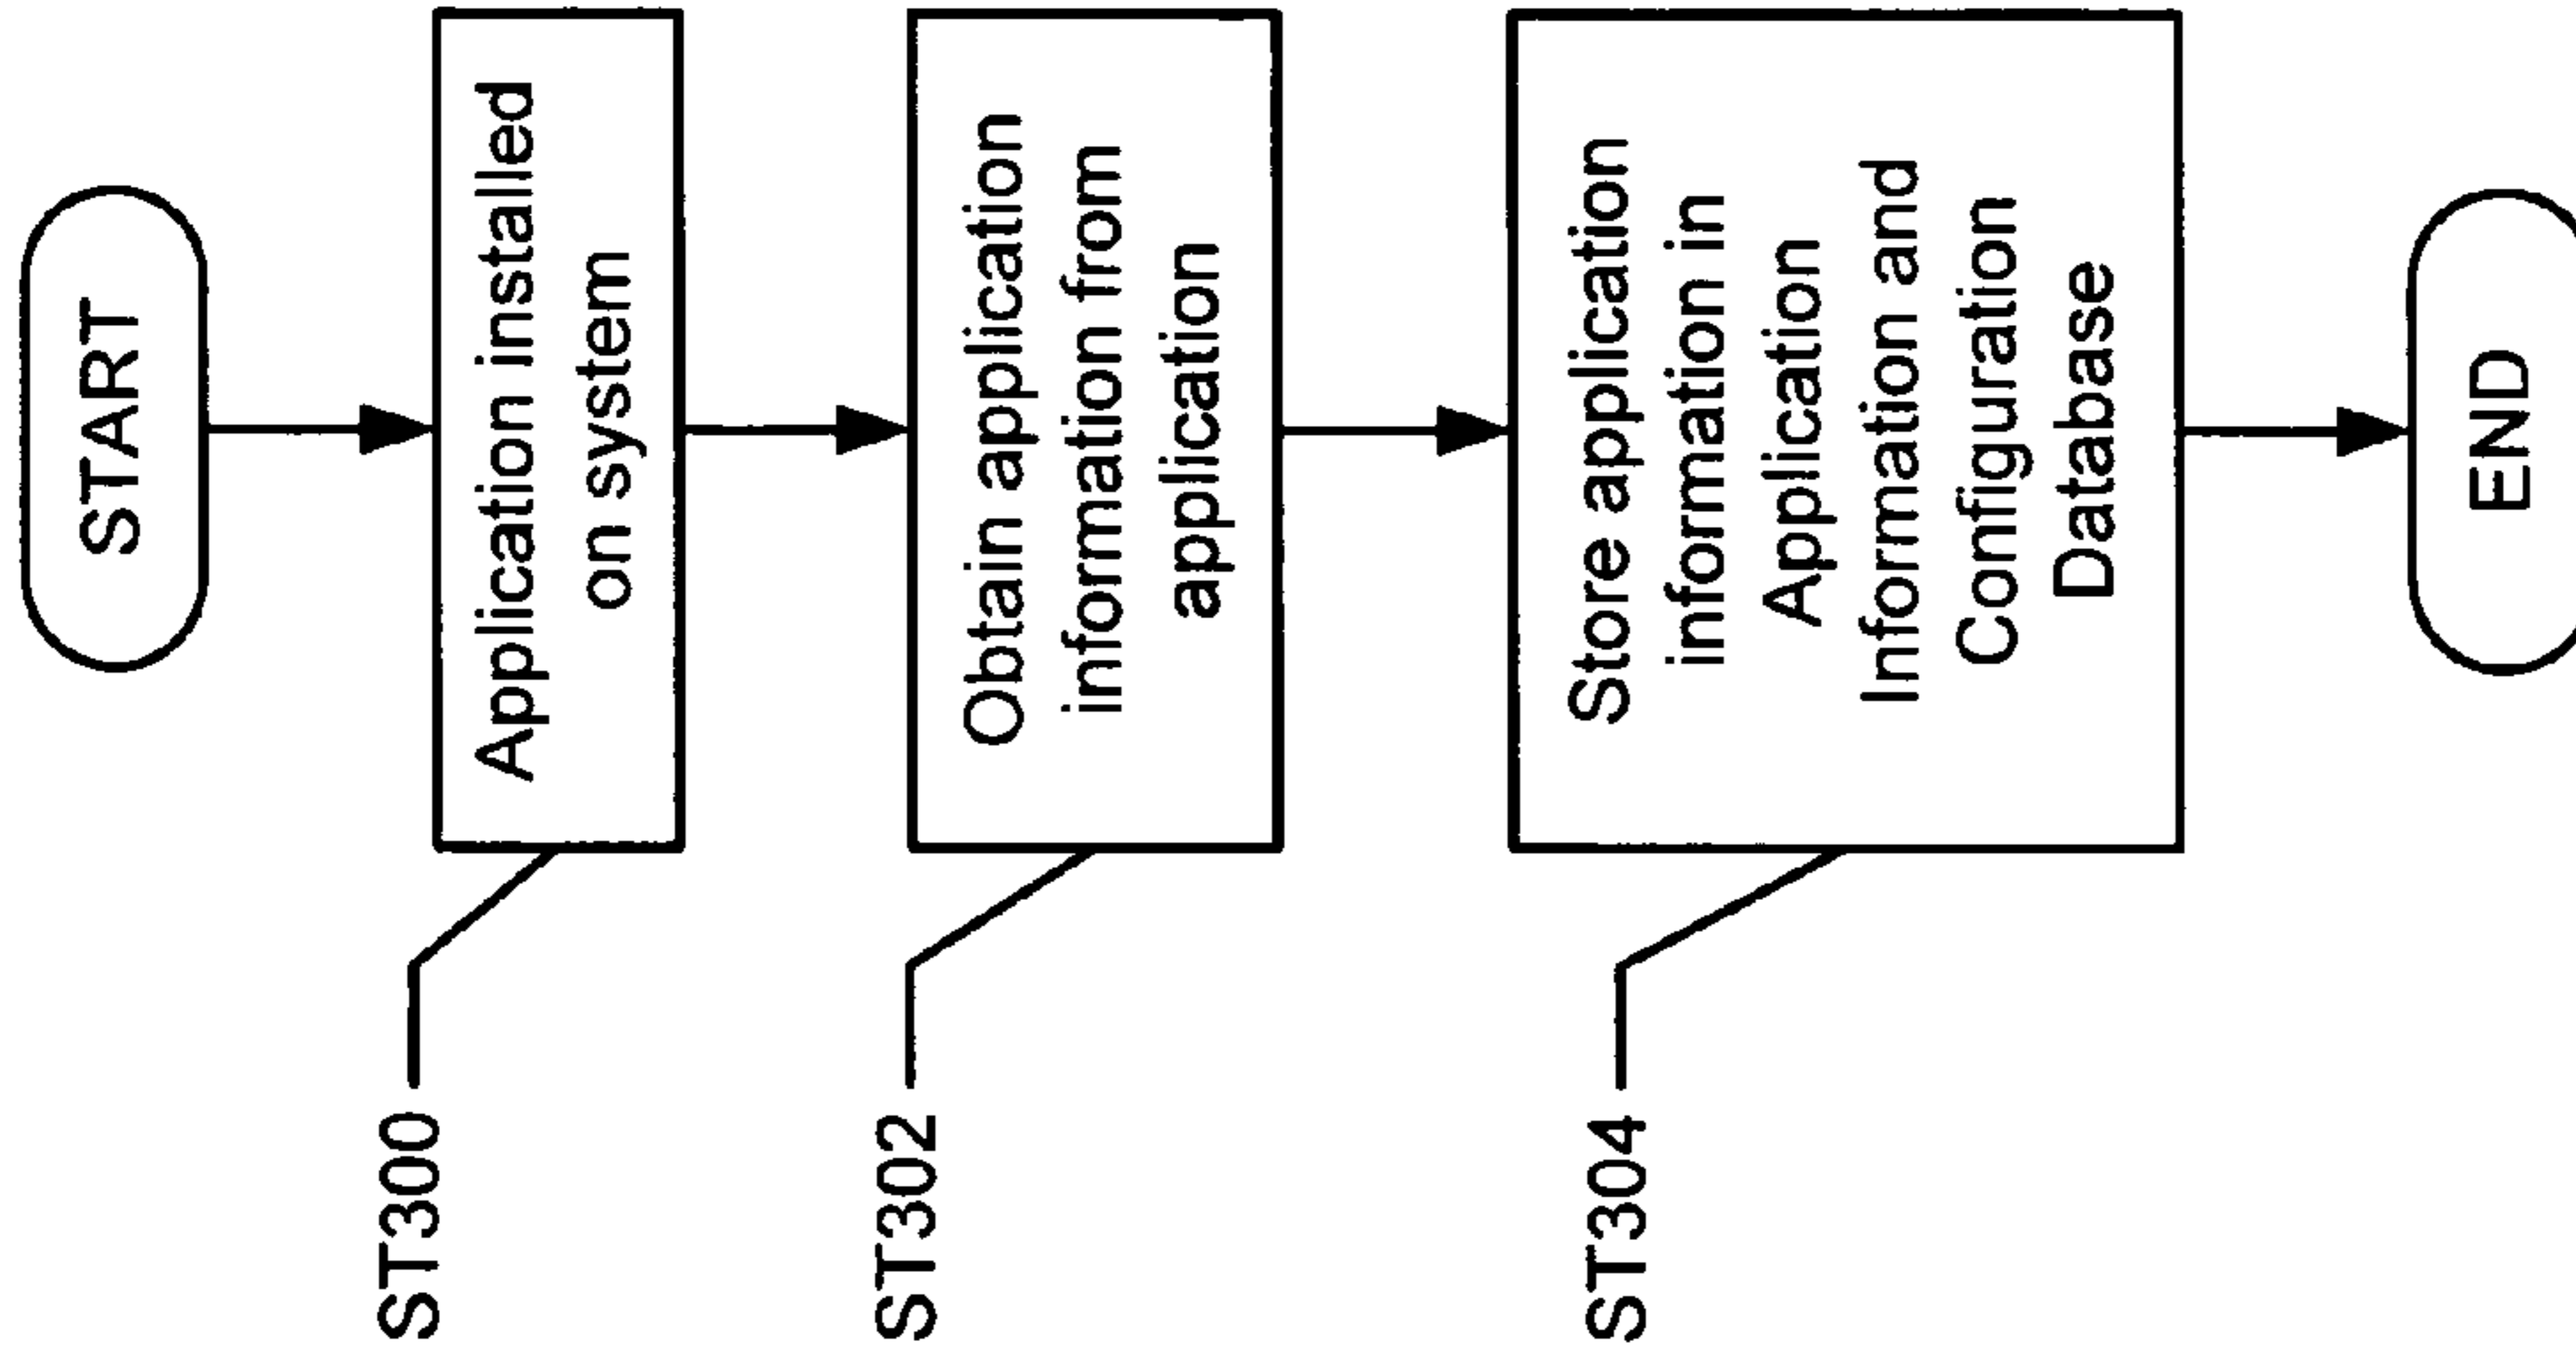 START
ST300
Application installed
on system
ST302
Obtain application
information from
application
ST304
Store application
information in
Application
Information and
Configuration
Database
END